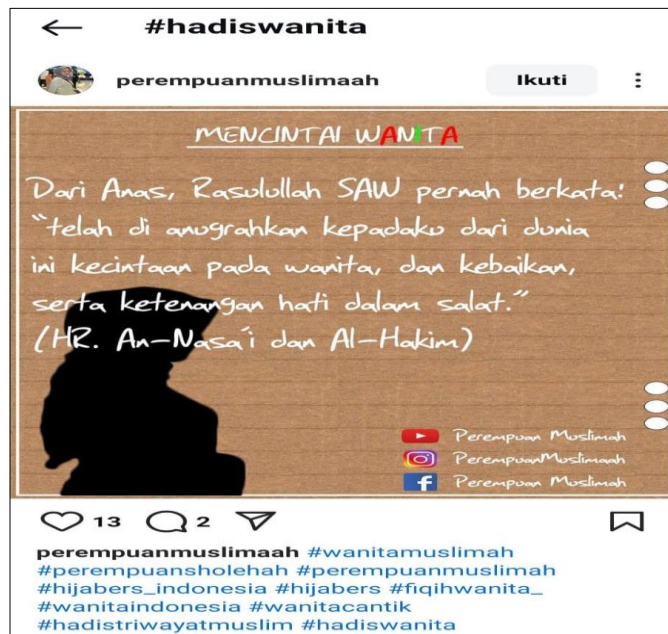 #hadiswanita
perempuanmuslimaah
Ikuti
MENCINTAI WANITA
Dari Anas, Rasulullah SAW pernah berkata:
"telah di anugrahkan kepadaku dari dunia
ini kecintaan pada wanita, dan kebaikan,
serta ketenangan hati dalam salat."
(HR. An-Nasa'i dan Al-Hakim)
Perempuan Muslimah
PerempuanMuslimaah
Perempuan Muslimah
13 2
perempuanmuslimaah #wanitamuslimah
#perempuansholehah #perempuanmuslimah
#hijabers_indonesia #hijabers #fiqihwanita_
#wanitaindonesia #wanitacantik
#hadistriwayatmuslim #hadiswanita